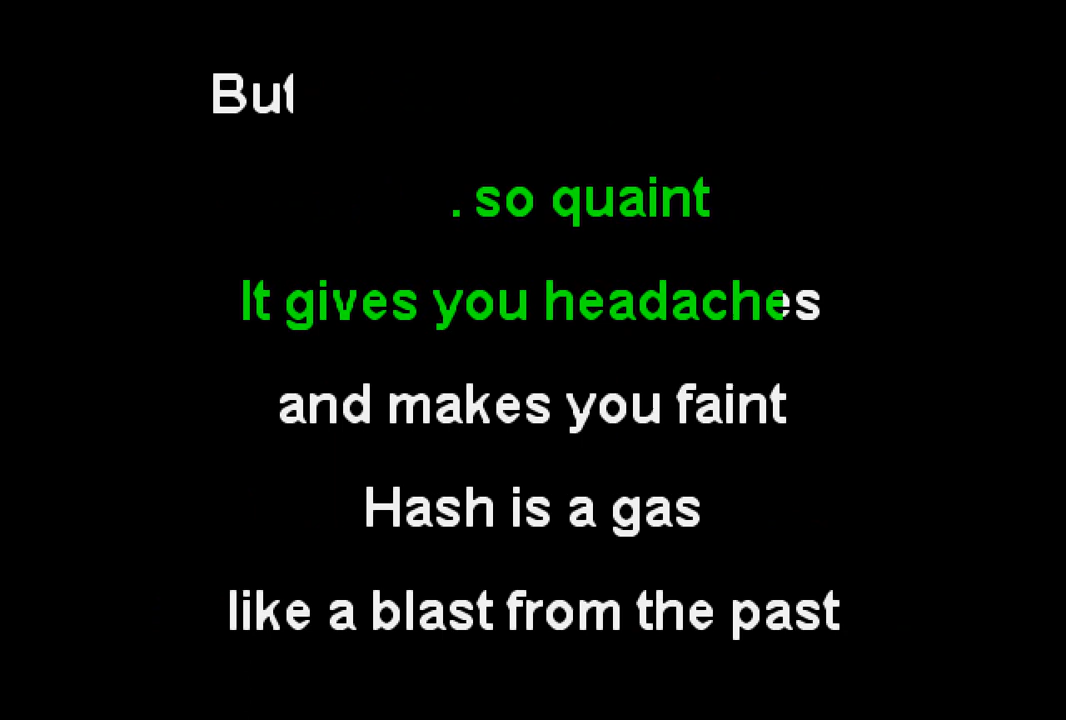 But
. so quaint
It gives you headaches
and makes you faint
Hash is a gas
like a blast from the past